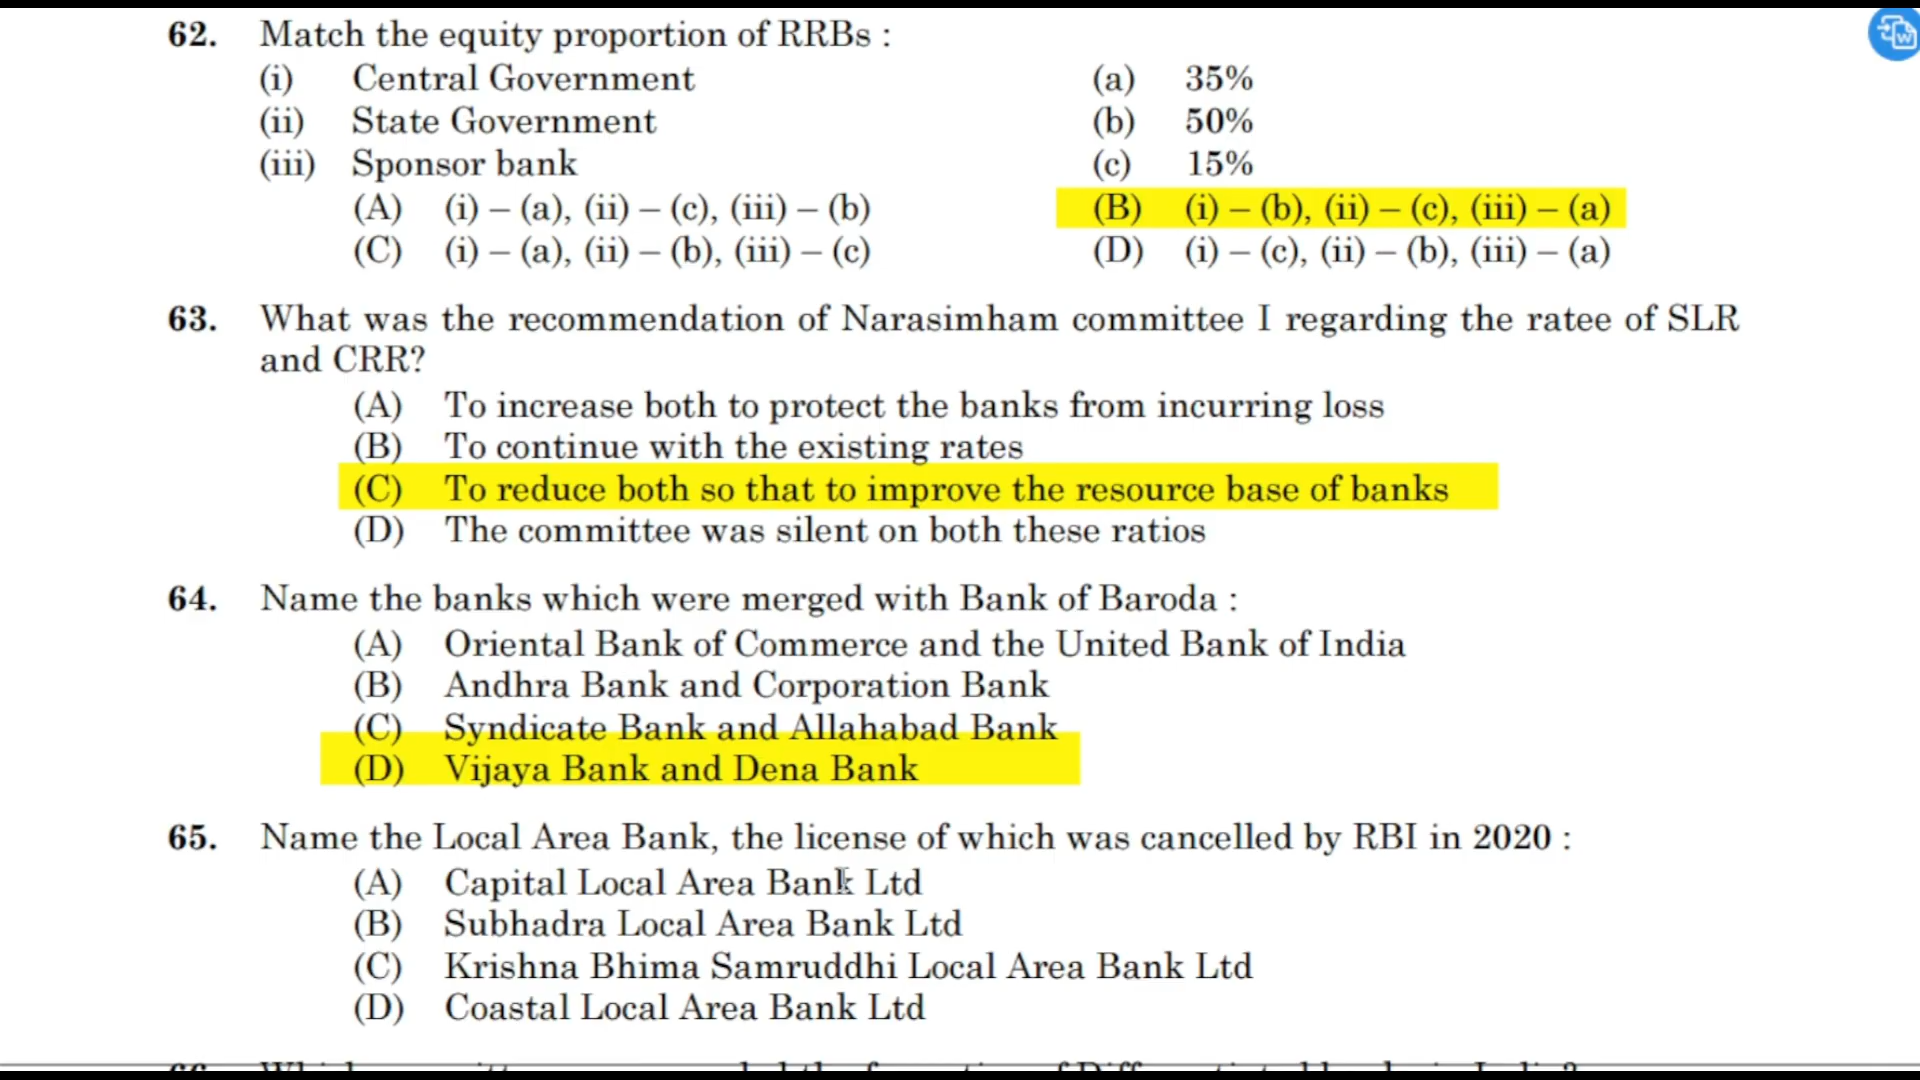 62. Match the equity proportion of RRBs :
(i) Central Government (a) 35%
(ii) State Government (b) 50%
(iii) Sponsor bank (c) 15%
(A) (i) – (a), (ii) – (c), (iii) – (b) (B) (i) – (b), (ii) – (c), (iii) – (a)
(C) (i) – (a), (ii) – (b), (iii) – (c) (D) (i) – (c), (ii) – (b), (iii) – (a)
63. What was the recommendation of Narasimham committee I regarding the ratee of SLR
and CRR?
(A) To increase both to protect the banks from incurring loss
(B) To continue with the existing rates
(C) To reduce both so that to improve the resource base of banks
(D) The committee was silent on both these ratios
64. Name the banks which were merged with Bank of Baroda :
(A) Oriental Bank of Commerce and the United Bank of India
(B) Andhra Bank and Corporation Bank
(C) Syndicate Bank and Allahabad Bank
(D) Vijaya Bank and Dena Bank
65. Name the Local Area Bank, the license of which was cancelled by RBI in 2020 :
(A) Capital Local Area Bank Ltd
(B) Subhadra Local Area Bank Ltd
(C) Krishna Bhima Samruddhi Local Area Bank Ltd
(D) Coastal Local Area Bank Ltd